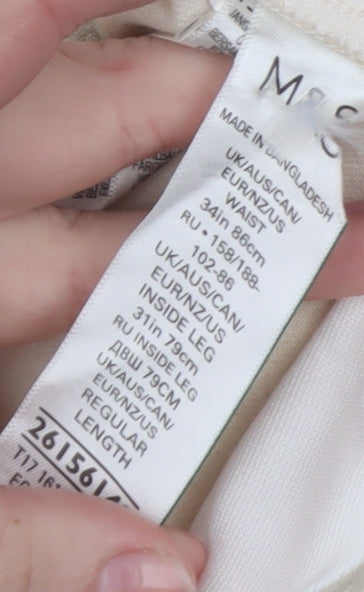 M&S
MADE IN BANGLADESH
UK/AUS/CAN/
EUR/NZ/US
WAIST
34in 86cm
RU • 158/188-
102-86
UK/AUS/CAN/
EUR/NZ/US
INSIDE LEG
31in 79cm
RU INSIDE LEG
ДВШ 79CM
UK/AUS/CAN/
EUR/NZ/US
REGULAR
LENGTH
T17